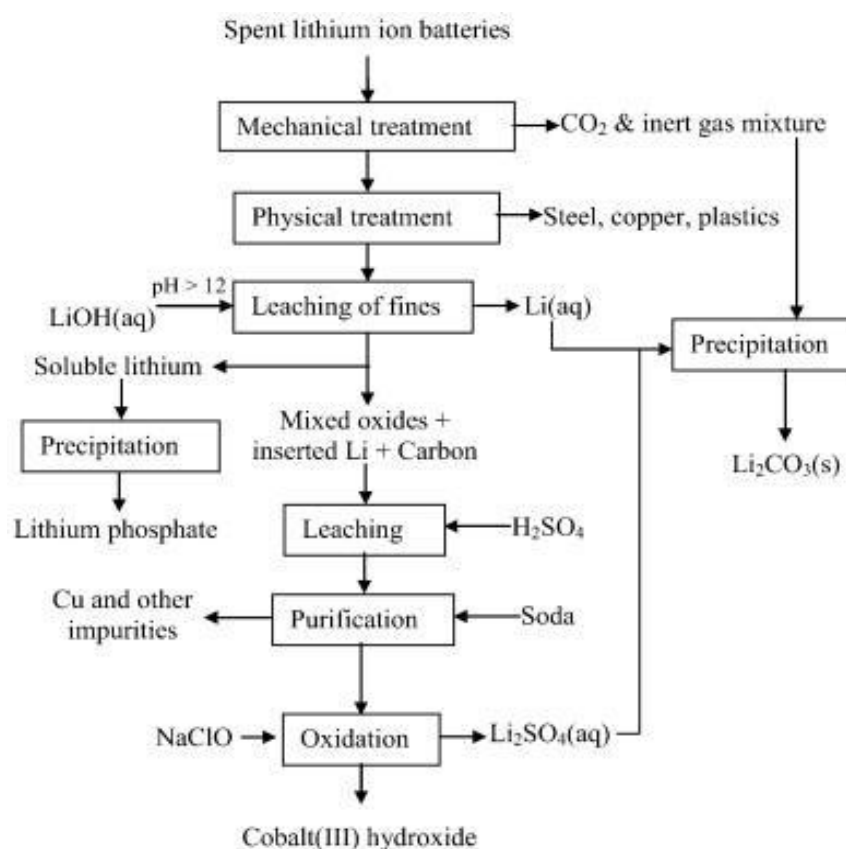 Spent lithium ion batteries
Mechanical treatment
CO₂ & inert gas mixture
Physical treatment
Steel, copper, plastics
pH > 12
LiOH(aq)
Leaching of fines
Li(aq)
Precipitation
Soluble lithium
Precipitation
Mixed oxides +
inserted Li + Carbon
Li₂CO₃(s)
Lithium phosphate
Leaching
H₂SO₄
Cu and other
impurities
Purification
Soda
NaClO
Oxidation
Li₂SO₄(aq)
Cobalt(III) hydroxide